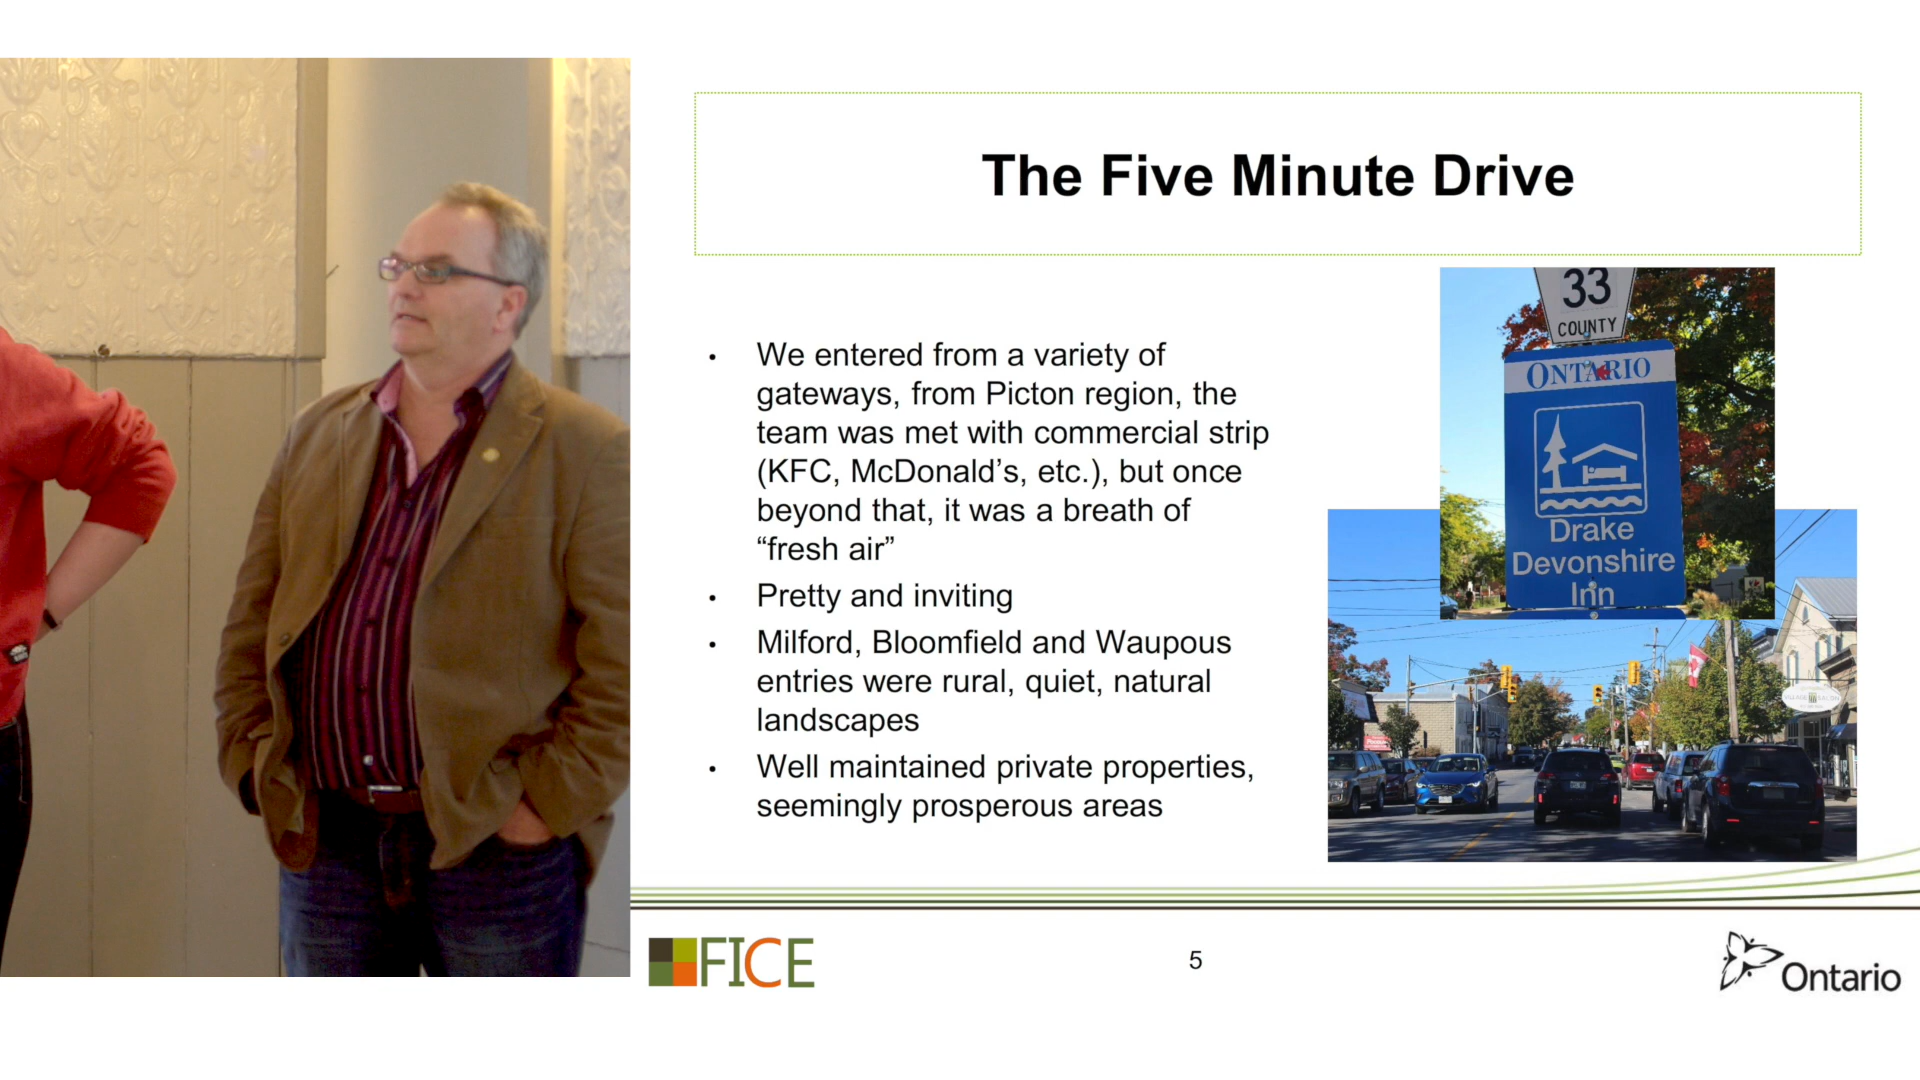 The Five Minute Drive
• We entered from a variety of
gateways, from Picton region, the
team was met with commercial strip
(KFC, McDonald’s, etc.), but once
beyond that, it was a breath of
“fresh air”
• Pretty and inviting
• Milford, Bloomfield and Waupous
entries were rural, quiet, natural
landscapes
• Well maintained private properties,
seemingly prosperous areas
33
COUNTY
ONTARIO
Drake
Devonshire
Inn
FICE
5
Ontario